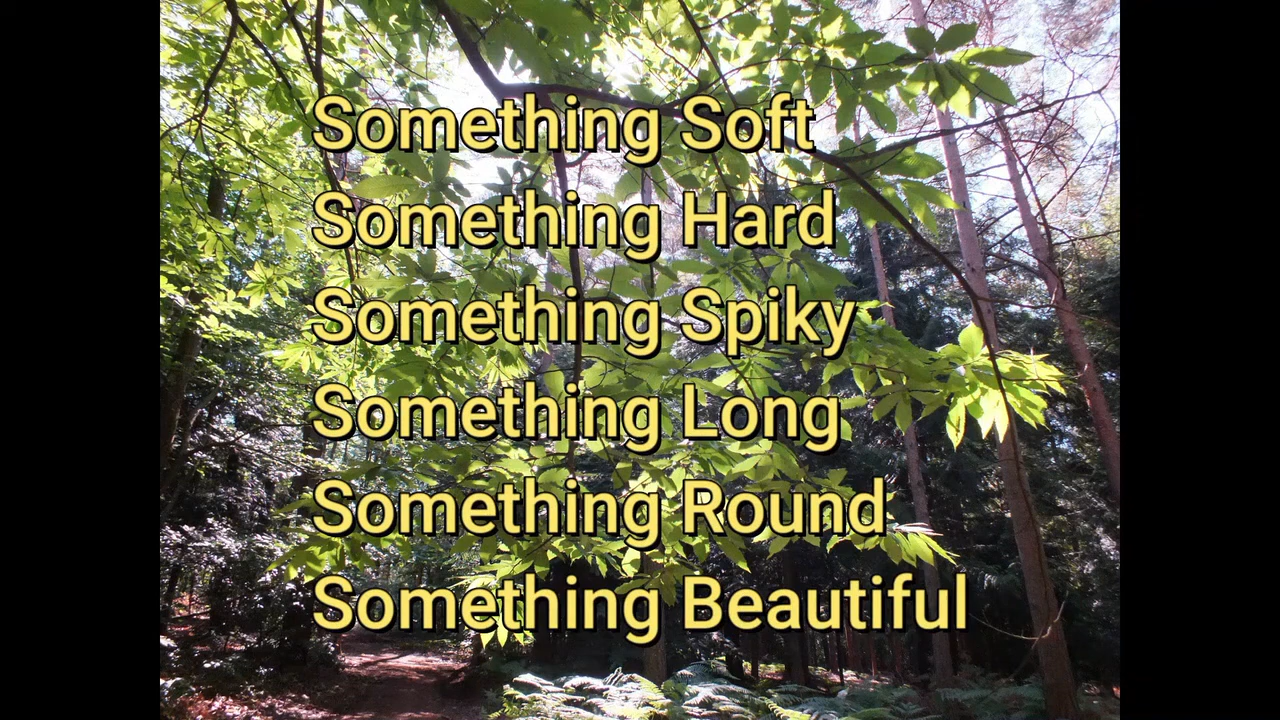 Something Soft
Something Hard
Something Spiky
Something Long
Something Round
Something Beautiful